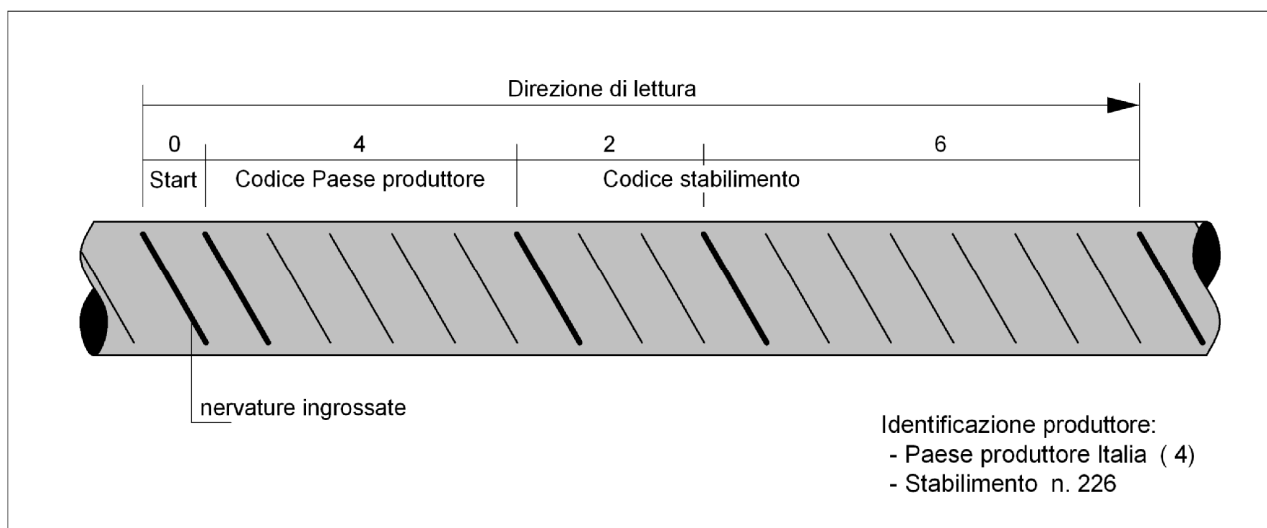 Direzione di lettura
0 4 2 6
Start Codice Paese produttore Codice stabilimento
nervature ingrossate
Identificazione produttore:
- Paese produttore Italia ( 4)
- Stabilimento n. 226